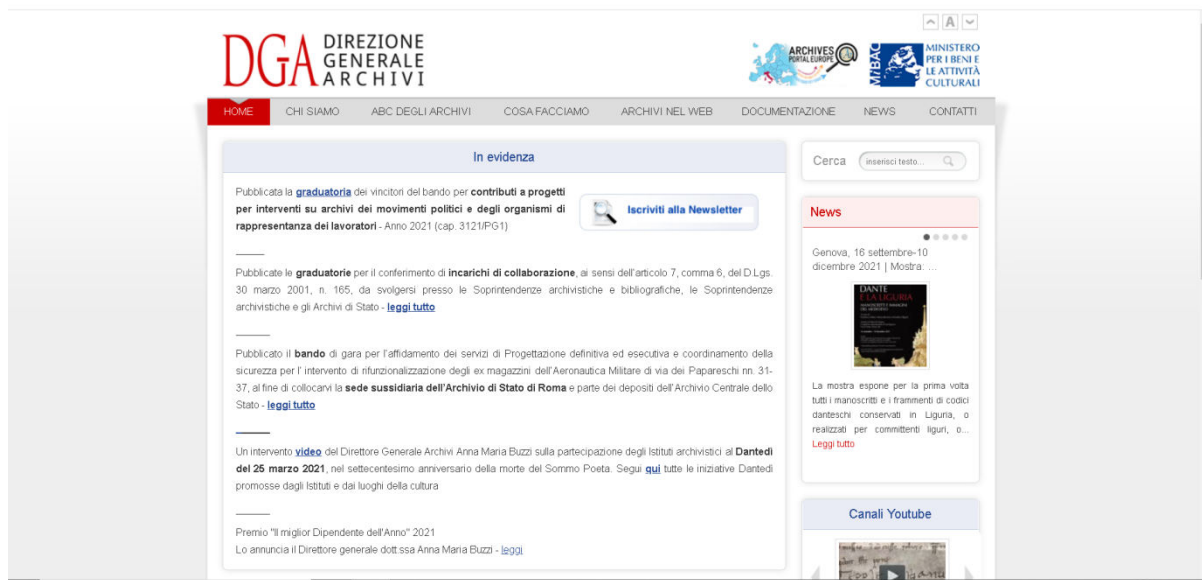 A
DGA DIREZIONE
GENERALE
ARCHIVI
ARCHIVES
PORTAL EUROPE
MiBAC
MINISTERO
PER I BENI E
LE ATTIVITÀ
CULTURALI
HOME CHI SIAMO ABC DEGLI ARCHIVI COSA FACCIAMO ARCHIVI NEL WEB DOCUMENTAZIONE NEWS CONTATTI
In evidenza
Pubblicata la graduatoria dei vincitori del bando per contributi a progetti
per interventi su archivi dei movimenti politici e degli organismi di
rappresentanza dei lavoratori - Anno 2021 (cap. 3121/PG1)
Iscriviti alla Newsletter
Pubblicate le graduatorie per il conferimento di incarichi di collaborazione, ai sensi dell'articolo 7, comma 6, del D.Lgs.
30 marzo 2001, n. 165, da svolgersi presso le Soprintendenze archivistiche e bibliografiche, le Soprintendenze
archivistiche e gli Archivi di Stato - leggi tutto
Pubblicato il bando di gara per l'affidamento dei servizi di Progettazione definitiva ed esecutiva e coordinamento della
sicurezza per l' intervento di rifunzionalizzazione degli ex magazzini dell'Aeronautica Militare di via dei Papareschi nn. 31-
37, al fine di collocarvi la sede sussidiaria dell'Archivio di Stato di Roma e parte dei depositi dell'Archivio Centrale dello
Stato - leggi tutto
Un intervento video del Direttore Generale Archivi Anna Maria Buzzi sulla partecipazione degli Istituti archivistici al Dantedì
del 25 marzo 2021, nel settecentesimo anniversario della morte del Sommo Poeta. Segui qui tutte le iniziative Dantedì
promosse dagli Istituti e dai luoghi della cultura
Premio "Il miglior Dipendente dell'Anno" 2021
Lo annuncia il Direttore generale dott.ssa Anna Maria Buzzi - leggi
Cerca inserisci testo...
News
Genova, 16 settembre-10
dicembre 2021 | Mostra: ...
DANTE
E LA LIGURIA
La mostra espone per la prima volta
tutti i manoscritti e i frammenti di codici
danteschi conservati in Liguria, o
realizzati per committenti liguri, o...
Leggi tutto
Canali Youtube